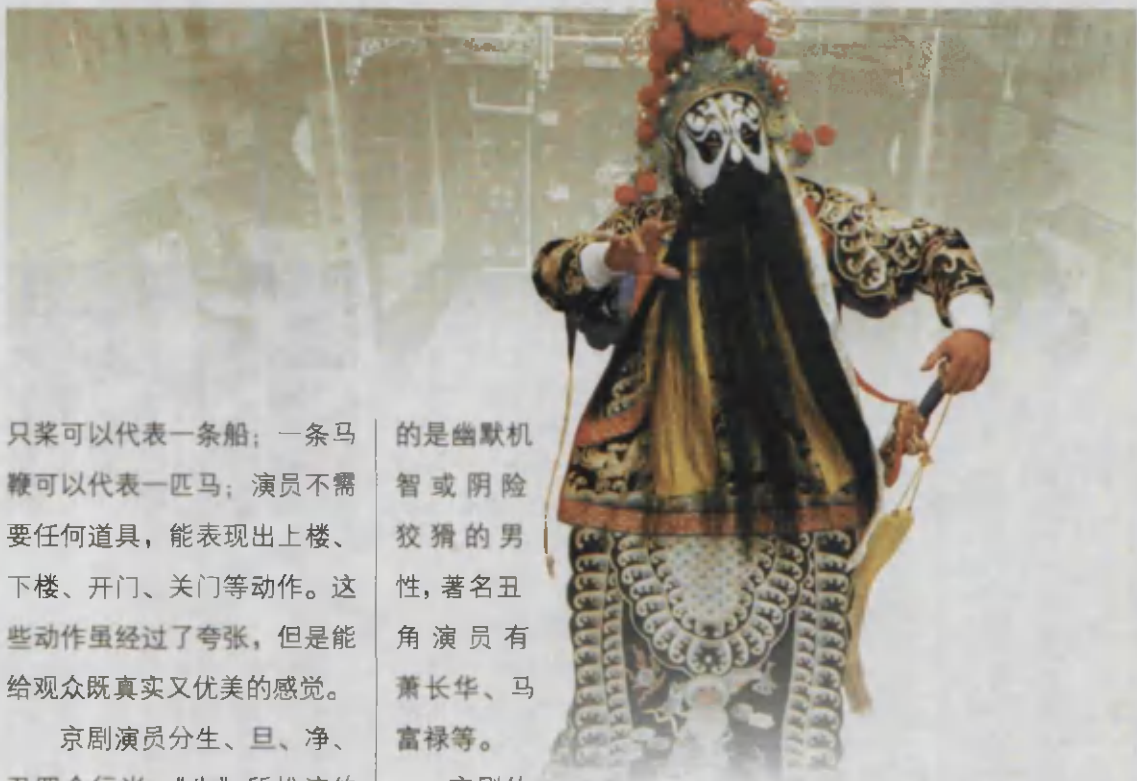 只桨可以代表一条船；一条马
鞭可以代表一匹马；演员不需
要任何道具，能表现出上楼、
下楼、开门、关门等动作。这
些动作虽经过了夸张，但是能
给观众既真实又优美的感觉。
京剧演员分生、旦、净、
的是幽默机
智或阴险
狡猾的男
性，著名丑
角演员有
萧长华、马
富禄等。